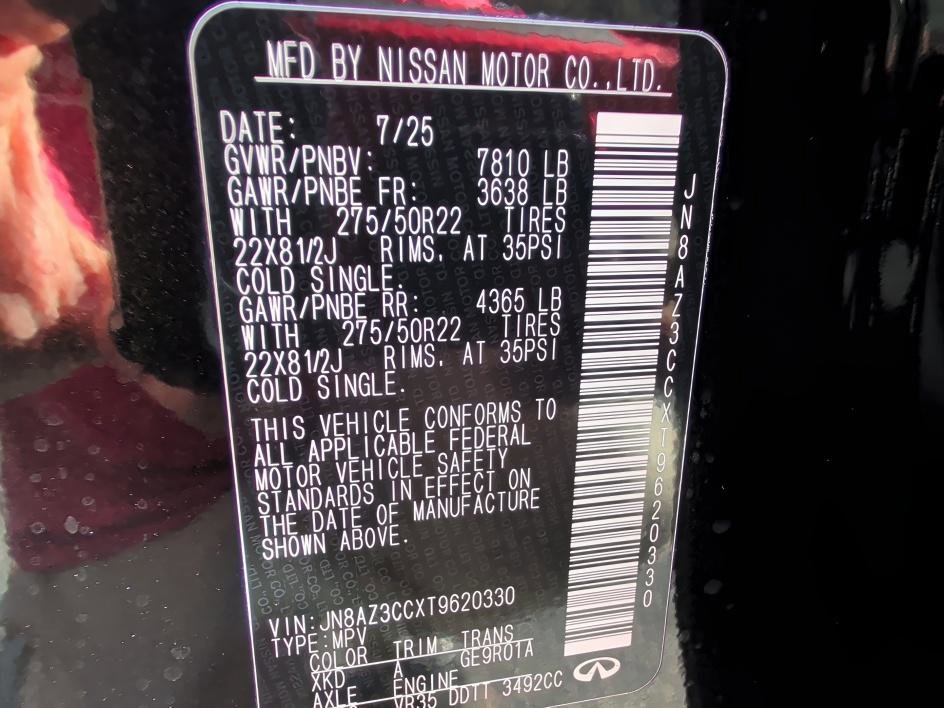 MFD BY NISSAN MOTOR CO.,LTD.
DATE: 7/25
GVWR/PNBV: 7810 LB
GAWR/PNBE FR: 3638 LB
WITH 275/50R22 TIRES
22X81/2J RIMS. AT 35PSI
COLD SINGLE.
GAWR/PNBE RR: 4365 LB
WITH 275/50R22 TIRES
22X81/2J RIMS. AT 35PSI
COLD SINGLE.
THIS VEHICLE CONFORMS TO
ALL APPLICABLE FEDERAL
MOTOR VEHICLE SAFETY
STANDARDS IN EFFECT ON
THE DATE OF MANUFACTURE
SHOWN ABOVE.
VIN:JN8AZ3CCXT9620330
TYPE:MPV
COLOR TRIM TRANS
XKD A GE9R01A
AXLE ENGINE
VR35 DDTT 3492CC
JN8AZ3CCXT9620330